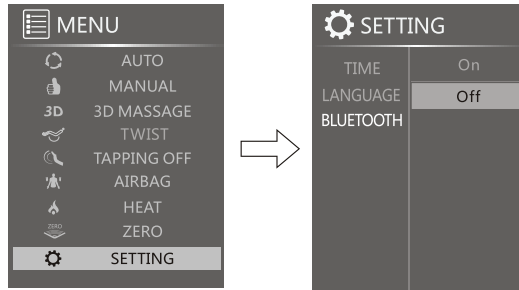 MENU
AUTO
MANUAL
3D 3D MASSAGE
TWIST
TAPPING OFF
AIRBAG
HEAT
ZERO ZERO
SETTING
SETTING
TIME
LANGUAGE
BLUETOOTH
On
Off